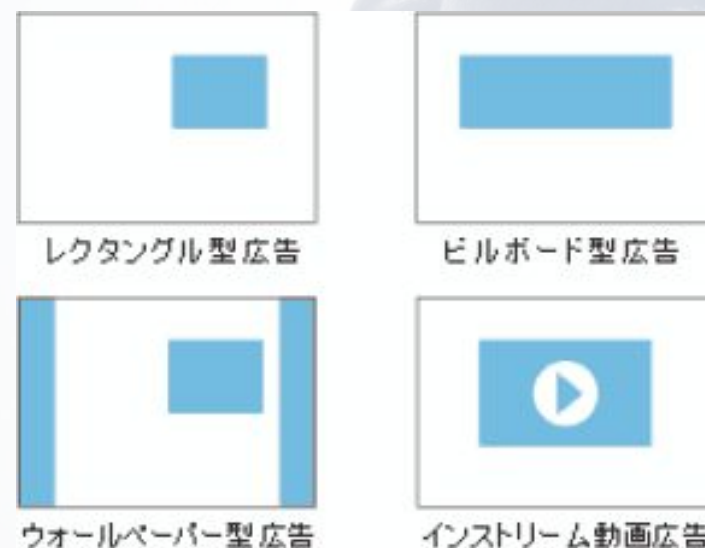 レクタングル型広告
ビルボード型広告
ウォールペーパー型広告
インストリーム動画広告